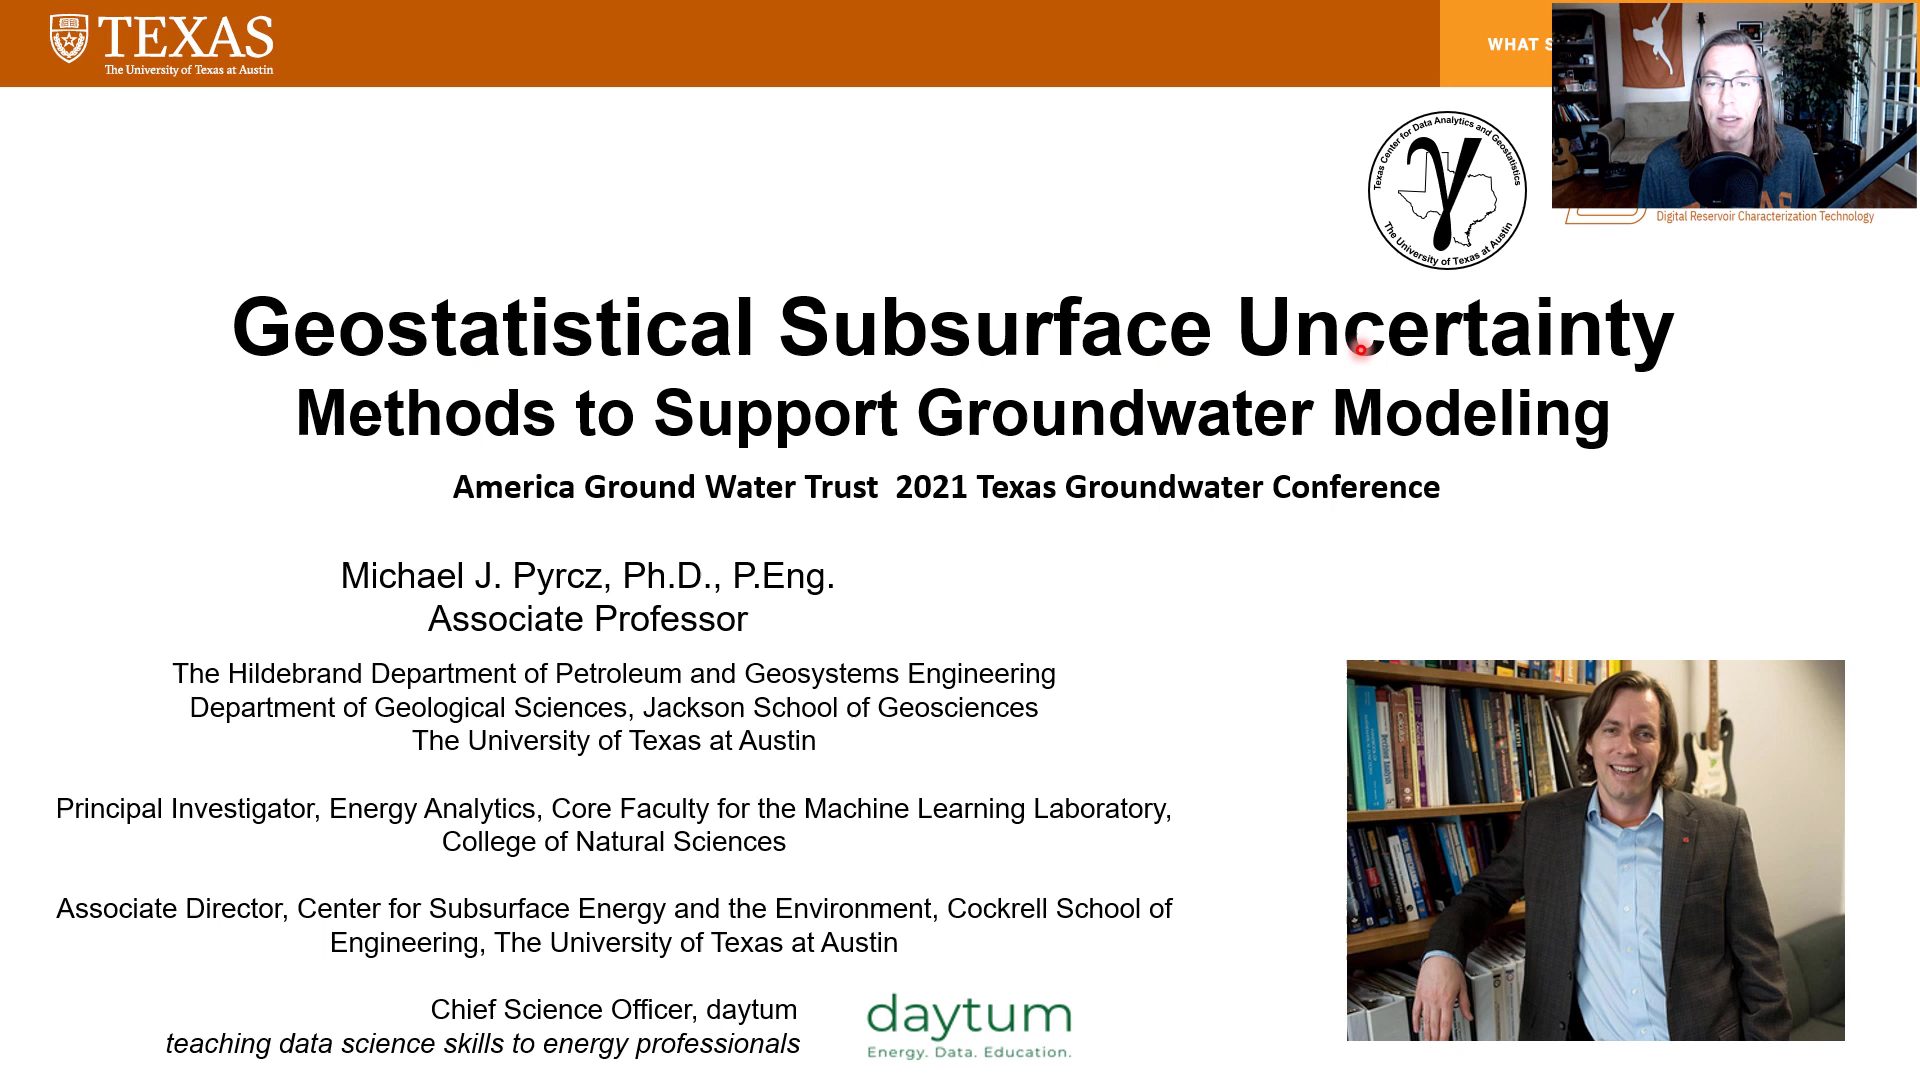 TEXAS
The University of Texas at Austin
WHAT S
Texas Center for Data Analytics and Geostatistics
The University of Texas at Austin
Digital Reservoir Characterization Technology
Geostatistical Subsurface Uncertainty
Methods to Support Groundwater Modeling
America Ground Water Trust  2021 Texas Groundwater Conference
Michael J. Pyrcz, Ph.D., P.Eng.
Associate Professor
The Hildebrand Department of Petroleum and Geosystems Engineering
Department of Geological Sciences, Jackson School of Geosciences
The University of Texas at Austin
Principal Investigator, Energy Analytics, Core Faculty for the Machine Learning Laboratory,
College of Natural Sciences
Associate Director, Center for Subsurface Energy and the Environment, Cockrell School of
Engineering, The University of Texas at Austin
Chief Science Officer, daytum
teaching data science skills to energy professionals
daytum
Energy. Data. Education.